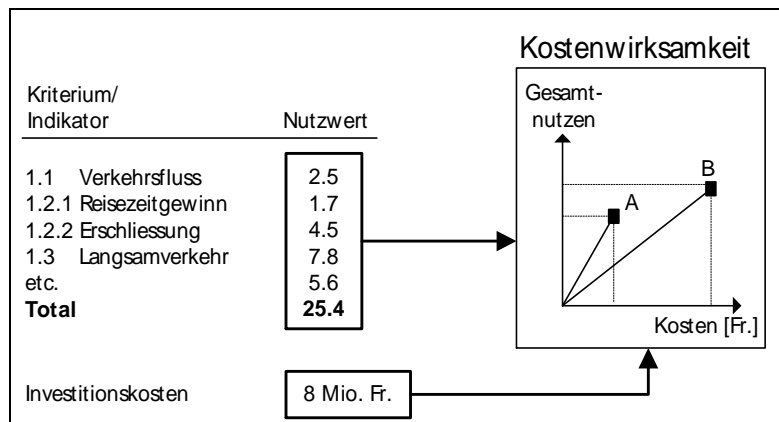 Kostenwirksamkeit
Kriterium/
Indikator Nutzwert
1.1 Verkehrsfluss 2.5
1.2.1 Reisezeitgewinn 1.7
1.2.2 Erschliessung 4.5
1.3 Langsamverkehr 7.8
etc. 5.6
Total 25.4
Gesamt-
nutzen
A
B
Kosten [Fr.]
Investitionskosten 8 Mio. Fr.